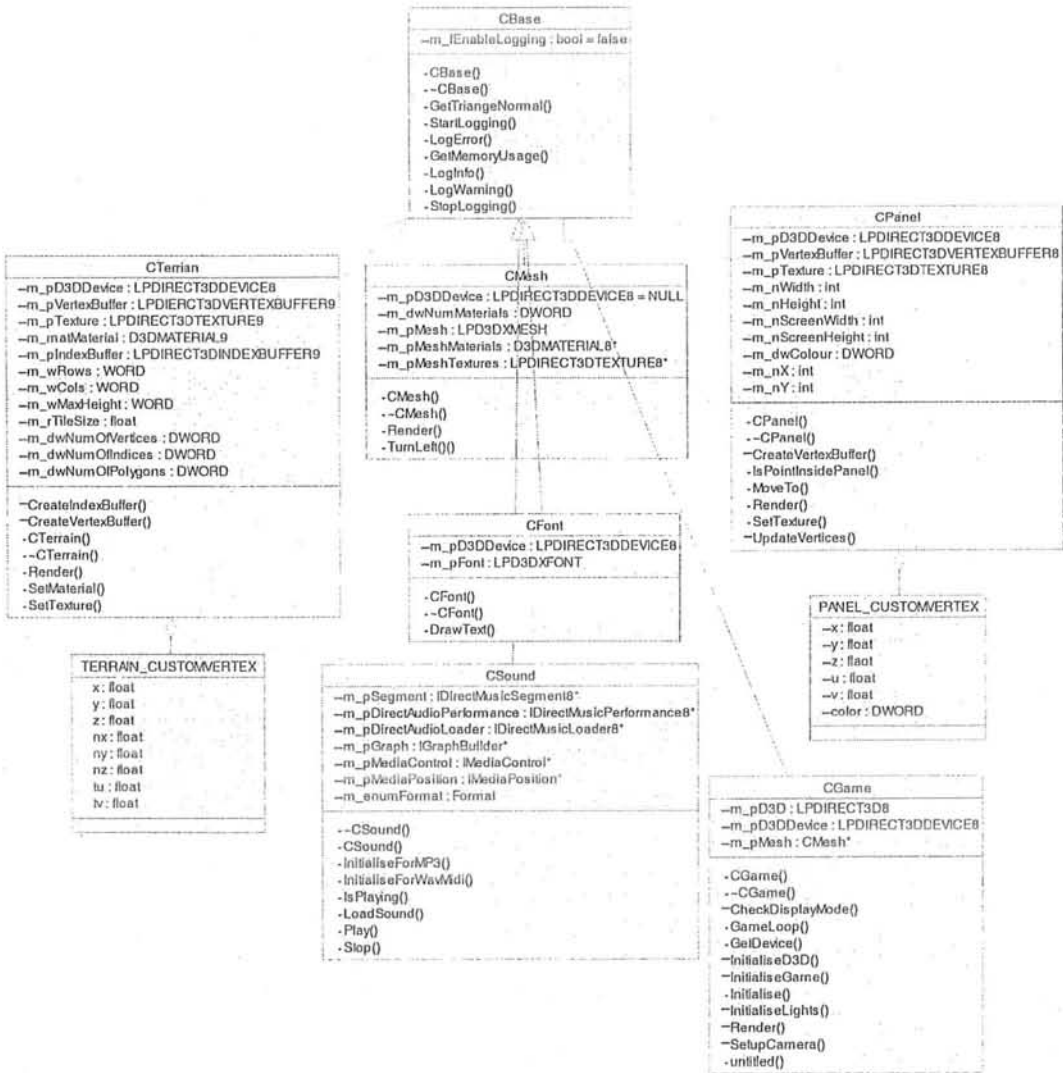 CBase
–m_lEnableLogging : bool = false
-CBase()
-~CBase()
-GetTriangeNormal()
-StartLogging()
-LogError()
-GetMemoryUsage()
-LogInfo()
-LogWarning()
-StopLogging()
CTerrian
–m_pD3DDevice : LPDIRECT3DDEVICE8
–m_pVertexBuffer : LPDIERCT3DVERTEXBUFFER9
–m_pTexture : LPDIRECT3DTEXTURE9
–m_matMaterial : D3DMATERIAL9
–m_pIndexBuffer : LPDIRECT3DINDEXBUFFER9
–m_wRows : WORD
–m_wCols : WORD
–m_wMaxHeight : WORD
–m_rTileSize : float
–m_dwNumOfVertices : DWORD
–m_dwNumOfIndices : DWORD
–m_dwNumOfPolygons : DWORD
–CreateIndexBuffer()
–CreateVertexBuffer()
-CTerrain()
-~CTerrain()
-Render()
-SetMaterial()
-SetTexture()
CMesh
–m_pD3DDevice : LPDIRECT3DDEVICE8 = NULL
–m_dwNumMaterials : DWORD
–m_pMesh : LPD3DXMESH
–m_pMeshMaterials : D3DMATERIAL8*
–m_pMeshTextures : LPDIRECT3DTEXTURE8*
-CMesh()
-~CMesh()
-Render()
-TurnLeft()()
CPanel
–m_pD3DDevice : LPDIRECT3DDEVICE8
–m_pVertexBuffer : LPDIRECT3DVERTEXBUFFER8
–m_pTexture : LPDIRECT3DTEXTURE8
–m_nWidth : int
–m_nHeight : int
–m_nScreenWidth : int
–m_nScreenHeight : int
–m_dwColour : DWORD
–m_nX : int
–m_nY : int
-CPanel()
-~CPanel()
–CreateVertexBuffer()
-IsPointInsidePanel()
-MoveTo()
-Render()
-SetTexture()
–UpdateVertices()
CFont
–m_pD3DDevice : LPDIRECT3DDEVICE8
–m_pFont : LPD3DXFONT
-CFont()
-~CFont()
-DrawText()
PANEL_CUSTOMVERTEX
–x : float
–y : float
–z : flaot
–u : float
–v : float
–color : DWORD
TERRAIN_CUSTOMVERTEX
x : float
y : float
z : float
nx : float
ny : float
nz : float
tu : float
tv : float
CSound
–m_pSegment : IDirectMusicSegment8*
–m_pDirectAudioPerformance : IDirectMusicPerformance8*
–m_pDirectAudioLoader : IDirectMusicLoader8*
–m_pGraph : IGraphBuilder*
–m_pMediaControl : IMediaControl*
–m_pMediaPosition : IMediaPosition*
–m_enumFormat : Format
-~CSound()
-CSound()
-InitialiseForMP3()
-InitialiseForWavMidi()
-IsPlaying()
-LoadSound()
-Play()
-Stop()
CGame
–m_pD3D : LPDIRECT3D8
–m_pD3DDevice : LPDIRECT3DDEVICE8
–m_pMesh : CMesh*
-CGame()
-~CGame()
–CheckDisplayMode()
-GameLoop()
-GetDevice()
–InitialiseD3D()
–InitialiseGame()
-Initialise()
–InitialiseLights()
–Render()
–SetupCamera()
-untitled()